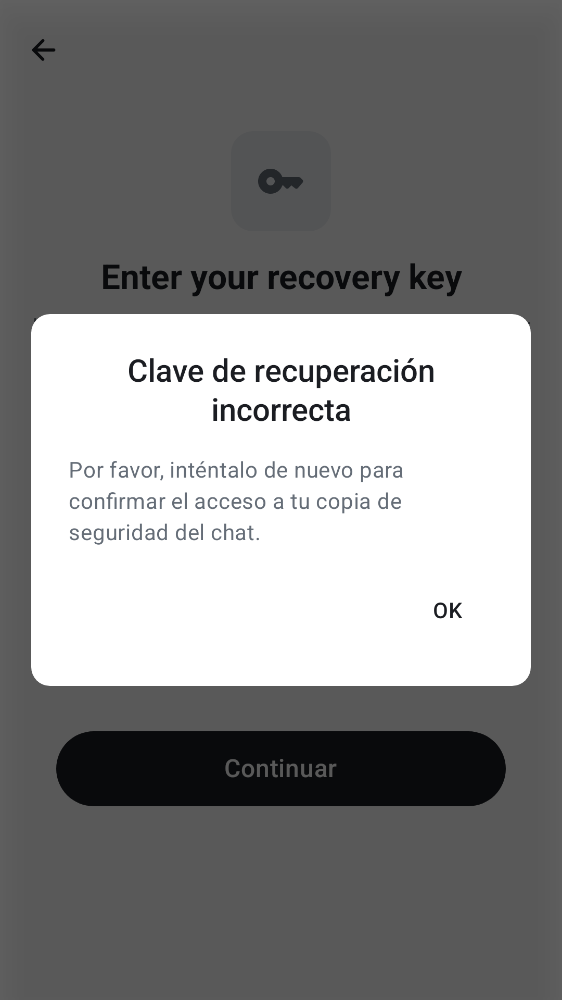 Enter your recovery key
Clave de recuperación
incorrecta
Por favor, inténtalo de nuevo para
confirmar el acceso a tu copia de
seguridad del chat.
OK
Continuar